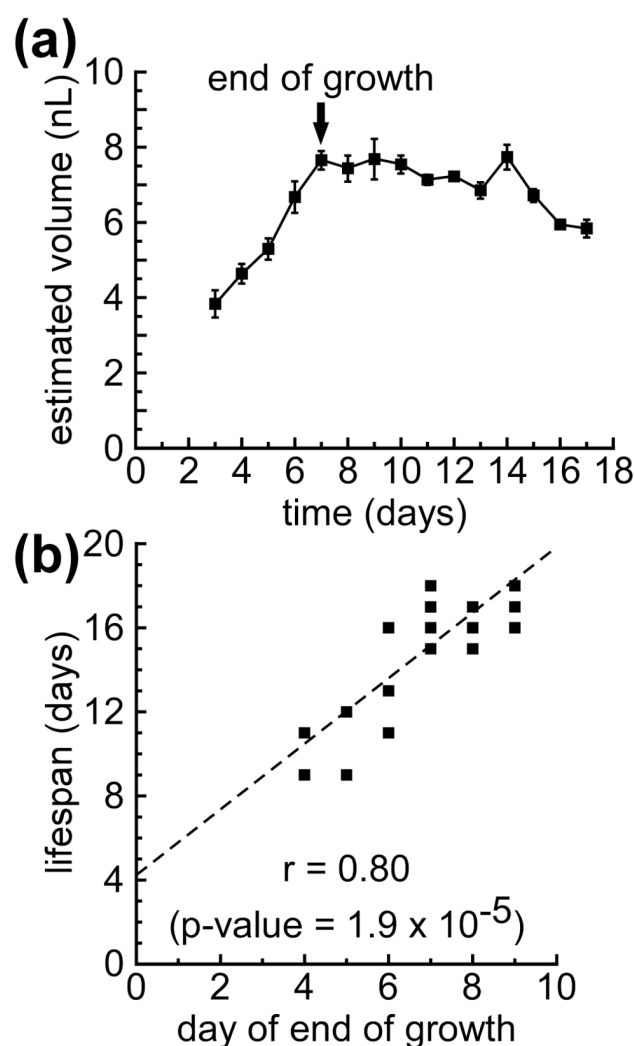 (a)
estimated volume (nL)
10
8
6
4
2
0
end of growth
0 2 4 6 8 10 12 14 16 18
time (days)
(b)
lifespan (days)
20
16
12
8
4
0
r = 0.80
(p-value = 1.9 x 10⁻⁵)
0 2 4 6 8 10
day of end of growth